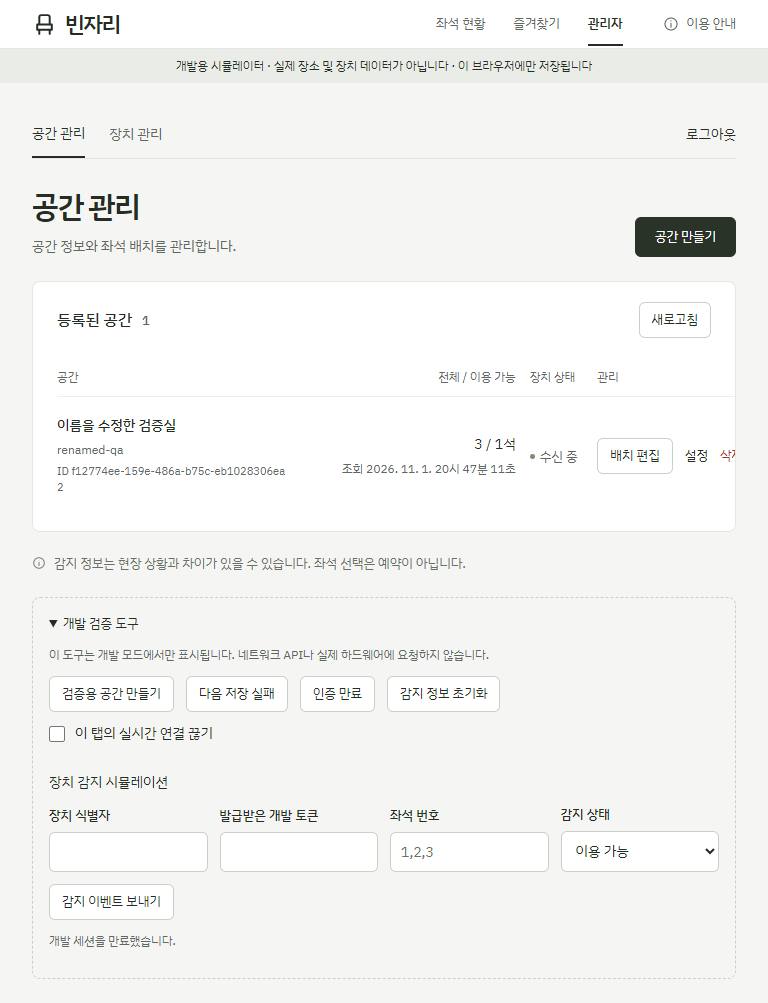 빈자리
좌석 현황 즐겨찾기 관리자 이용 안내
개발용 시뮬레이터 · 실제 장소 및 장치 데이터가 아닙니다 · 이 브라우저에만 저장됩니다
공간 관리 장치 관리 로그아웃
공간 관리
공간 정보와 좌석 배치를 관리합니다.
공간 만들기
등록된 공간 1
새로고침
공간 전체 / 이용 가능 장치 상태 관리
이름을 수정한 검증실
renamed-qa
ID f12774ee-159e-486a-b75c-eb1028306ea
2
3 / 1석
조회 2026. 11. 1. 20시 47분 11초
수신 중
배치 편집 설정
감지 정보는 현장 상황과 차이가 있을 수 있습니다. 좌석 선택은 예약이 아닙니다.
▼ 개발 검증 도구
이 도구는 개발 모드에서만 표시됩니다. 네트워크 API나 실제 하드웨어에 요청하지 않습니다.
검증용 공간 만들기 다음 저장 실패 인증 만료 감지 정보 초기화
이 탭의 실시간 연결 끊기
장치 감지 시뮬레이션
장치 식별자 발급받은 개발 토큰 좌석 번호 감지 상태
1,2,3 이용 가능
감지 이벤트 보내기
개발 세션을 만료했습니다.